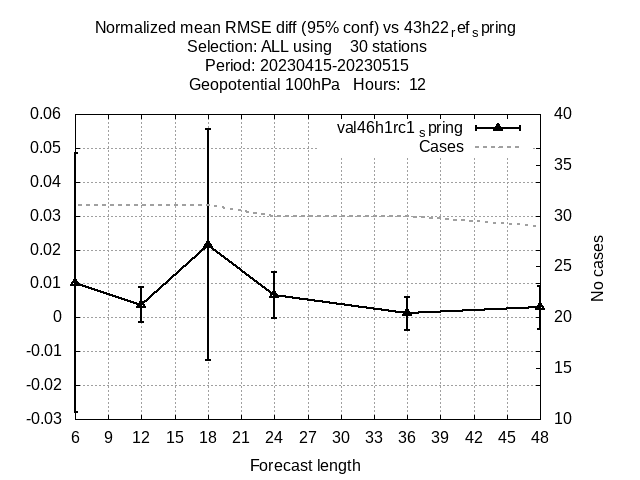 Normalized mean RMSE diff (95% conf) vs 43h22refspring
Selection: ALL using    30 stations
Period: 20230415-20230515
Geopotential 100hPa   Hours:  12
val46h1rc1spring
Cases
0.06
0.05
0.04
0.03
0.02
0.01
0
-0.01
-0.02
-0.03
40
35
30
25
20
15
10
No cases
6 9 12 15 18 21 24 27 30 33 36 39 42 45 48
Forecast length